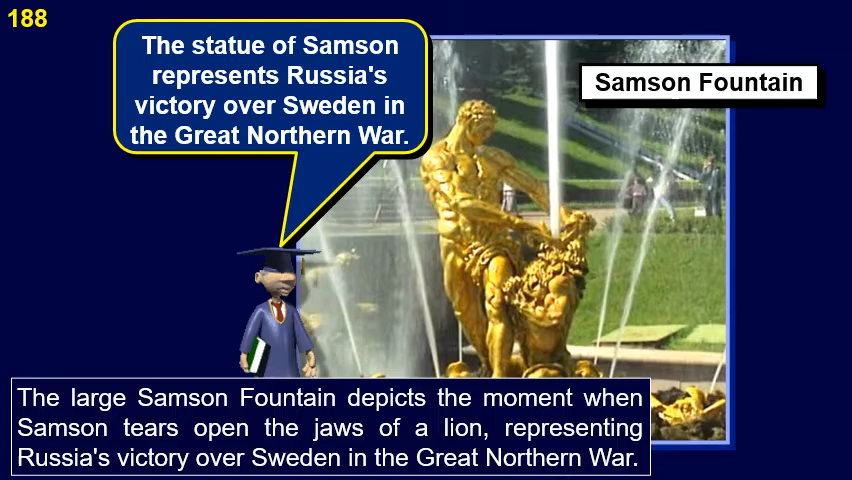 188
The statue of Samson
represents Russia's
victory over Sweden in
the Great Northern War.
Samson Fountain
The large Samson Fountain depicts the moment when
Samson tears open the jaws of a lion, representing
Russia's victory over Sweden in the Great Northern War.